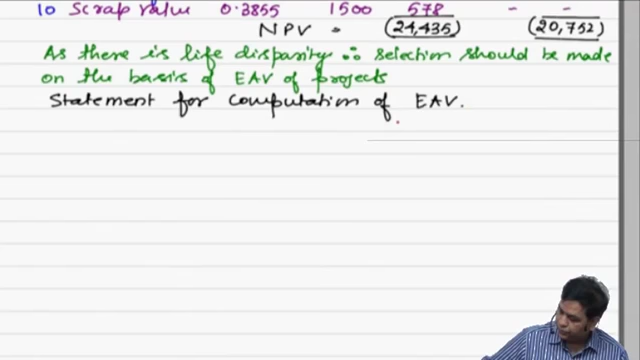 10 Scrap value 0.3855 1500 578 - -
NPV = (24,435) (20,752)
As there is life disparity ∴ selection should be made
on the basis of EAV of projects
Statement for computation of EAV.